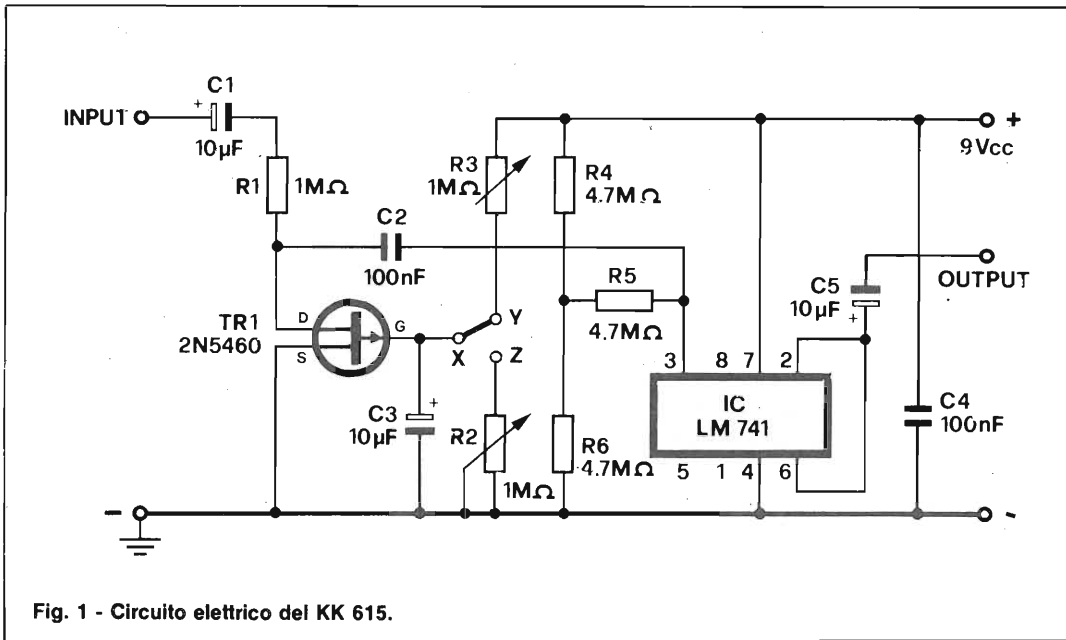 C1
INPUT
+
10µF
R1
1MΩ
C2
100nF
R3
1MΩ
R4
4.7MΩ
+
9Vcc
R5
4.7MΩ
C5
10µF
+
OUTPUT
TR1
2N5460
D
S
G
X
Y
Z
C3
10µF
+
R2
1MΩ
R6
4.7MΩ
3 8 7 2
IC
LM 741
5 1 4 6
C4
100nF
-
-
Fig. 1 - Circuito elettrico del KK 615.